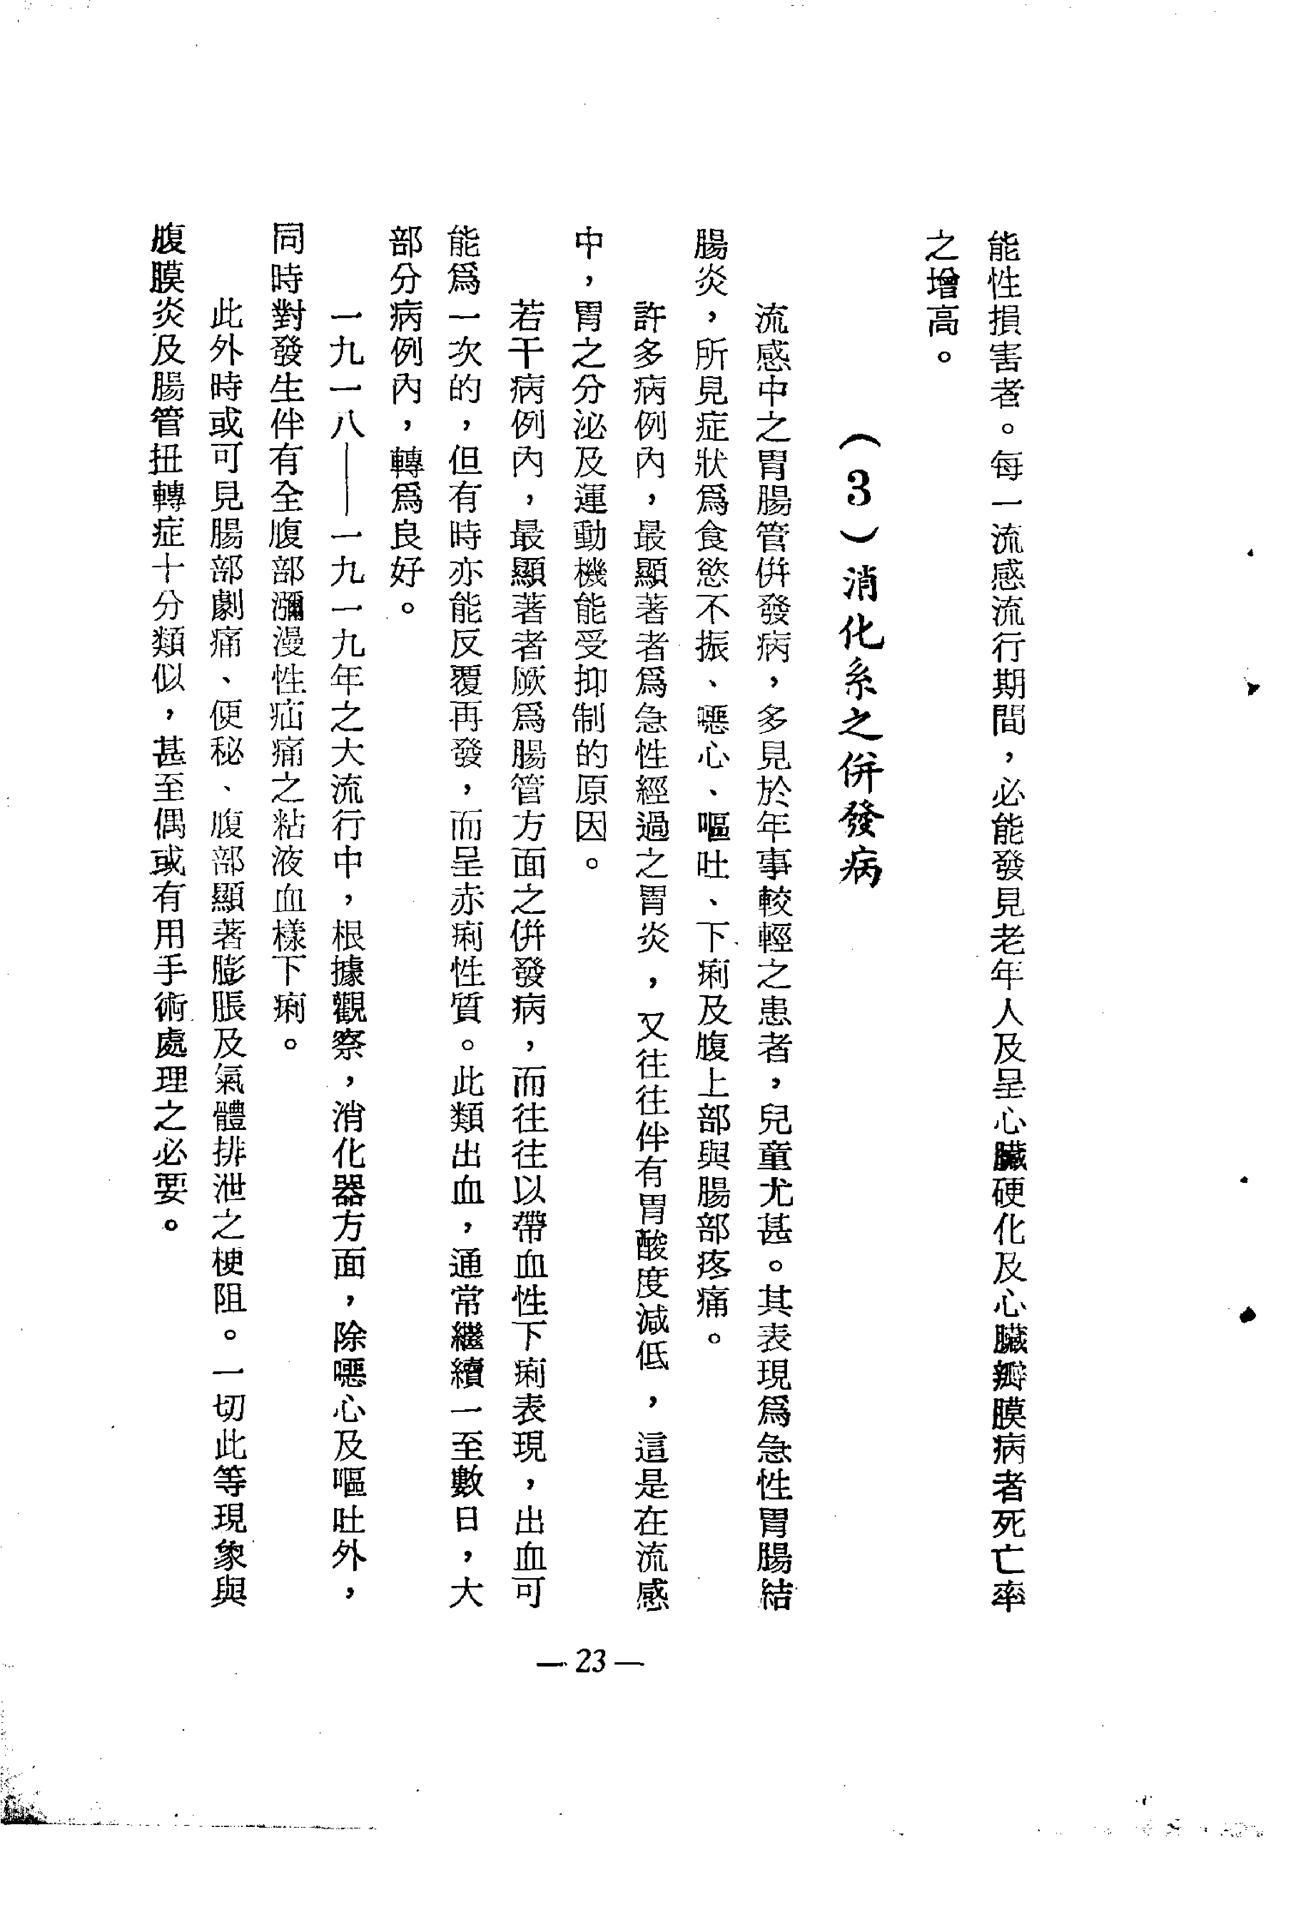 能性損害者。每一流感流行期間，必能發見老年人及呈心臟硬化及心臟瓣膜病者死亡率
之增高。
（3）消化系之併發病
流感中之胃腸管併發病，多見於年事較輕之患者，兒童尤甚。其表現爲急性胃腸結
腸炎，所見症狀爲食慾不振、噁心、嘔吐、下痢及腹上部與腸部疼痛。
許多病例內，最顯著者爲急性經過之胃炎，又往往伴有胃酸度減低，這是在流感
中，胃之分泌及運動機能受抑制的原因。
若干病例內，最顯著者厥爲腸管方面之併發病，而往往以帶血性下痢表現，出血可
能爲一次的，但有時亦能反覆再發，而呈赤痢性質。此類出血，通常繼續一至數日，大
部分病例內，轉爲良好。
一九一八——一九一九年之大流行中，根據觀察，消化器方面，除噁心及嘔吐外，
同時對發生伴有全腹部瀰漫性疝痛之粘液血樣下痢。
此外時或可見腸部劇痛、便秘、腹部顯著膨脹及氣體排泄之梗阻。一切此等現象與
腹膜炎及腸管扭轉症十分類似，甚至偶或有用手術處理之必要。
— 23 —